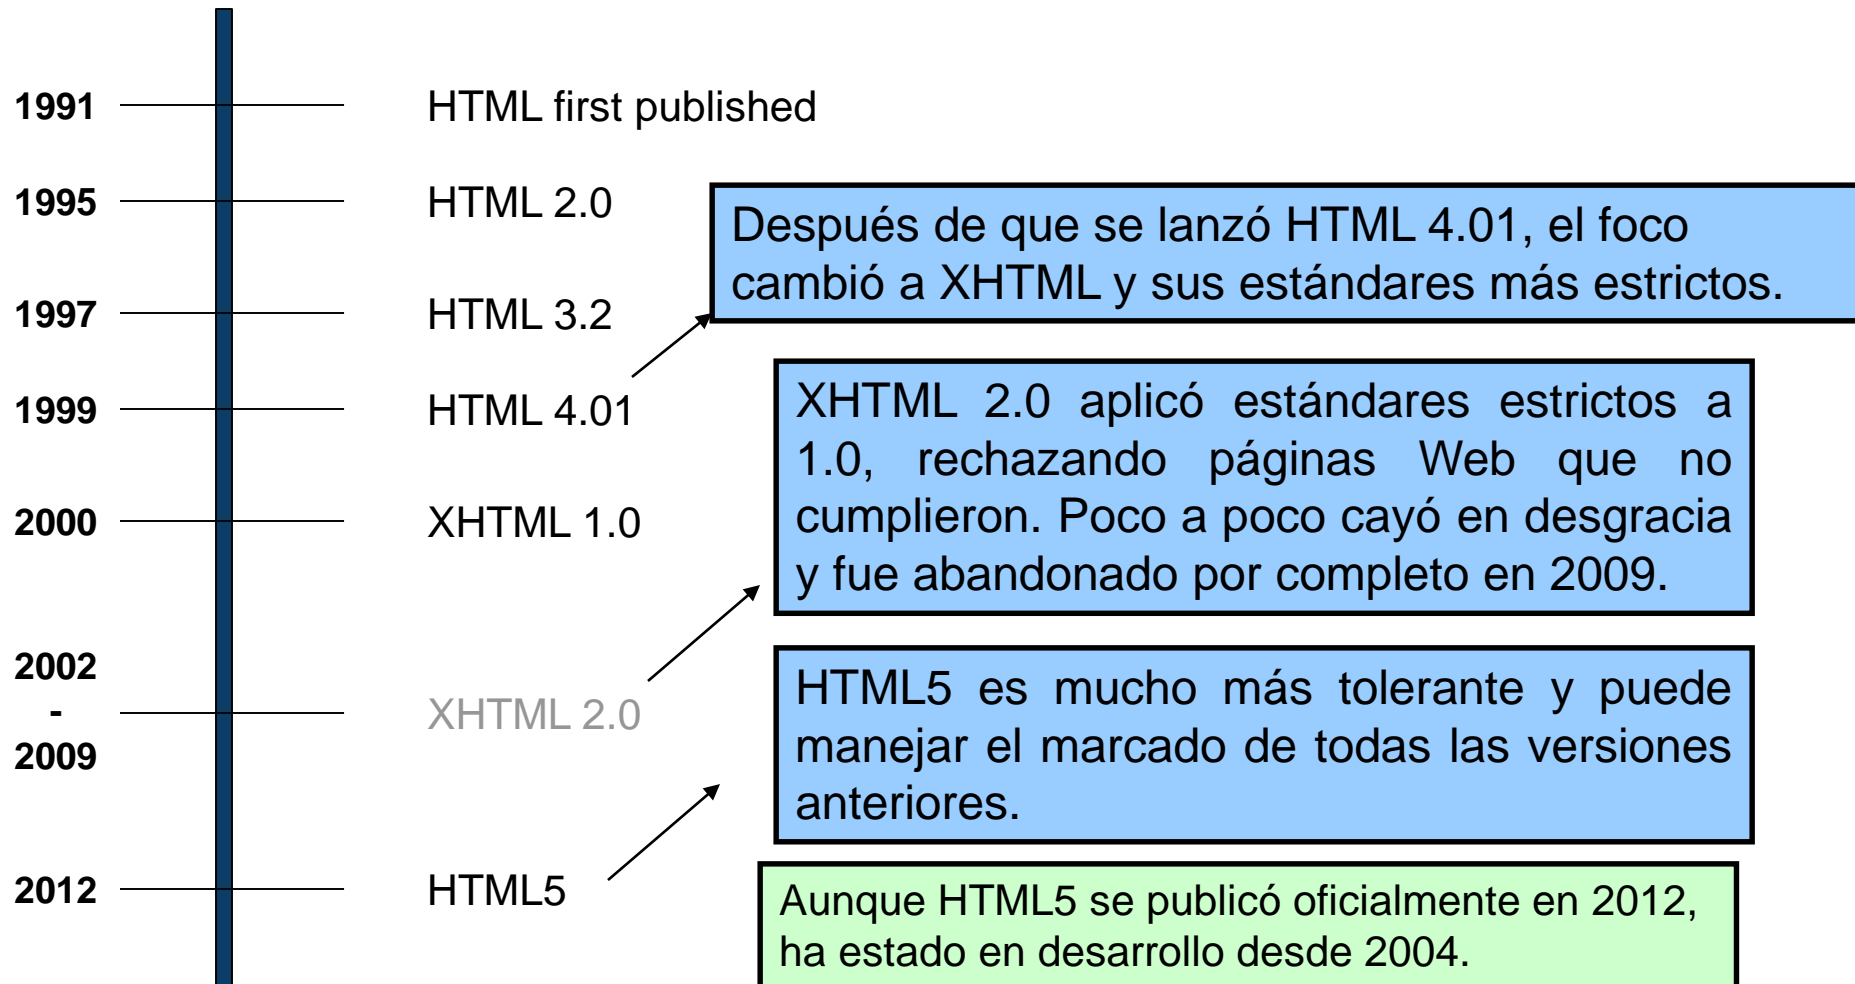 1991
HTML first published
1995
HTML 2.0
Después de que se lanzó HTML 4.01, el foco
cambió a XHTML y sus estándares más estrictos.
1997
HTML 3.2
1999
HTML 4.01
XHTML 2.0 aplicó estándares estrictos a
1.0, rechazando páginas Web que no
cumplieron. Poco a poco cayó en desgracia
y fue abandonado por completo en 2009.
2000
XHTML 1.0
2002
-
2009
XHTML 2.0
HTML5 es mucho más tolerante y puede
manejar el marcado de todas las versiones
anteriores.
2012
HTML5
Aunque HTML5 se publicó oficialmente en 2012,
ha estado en desarrollo desde 2004.